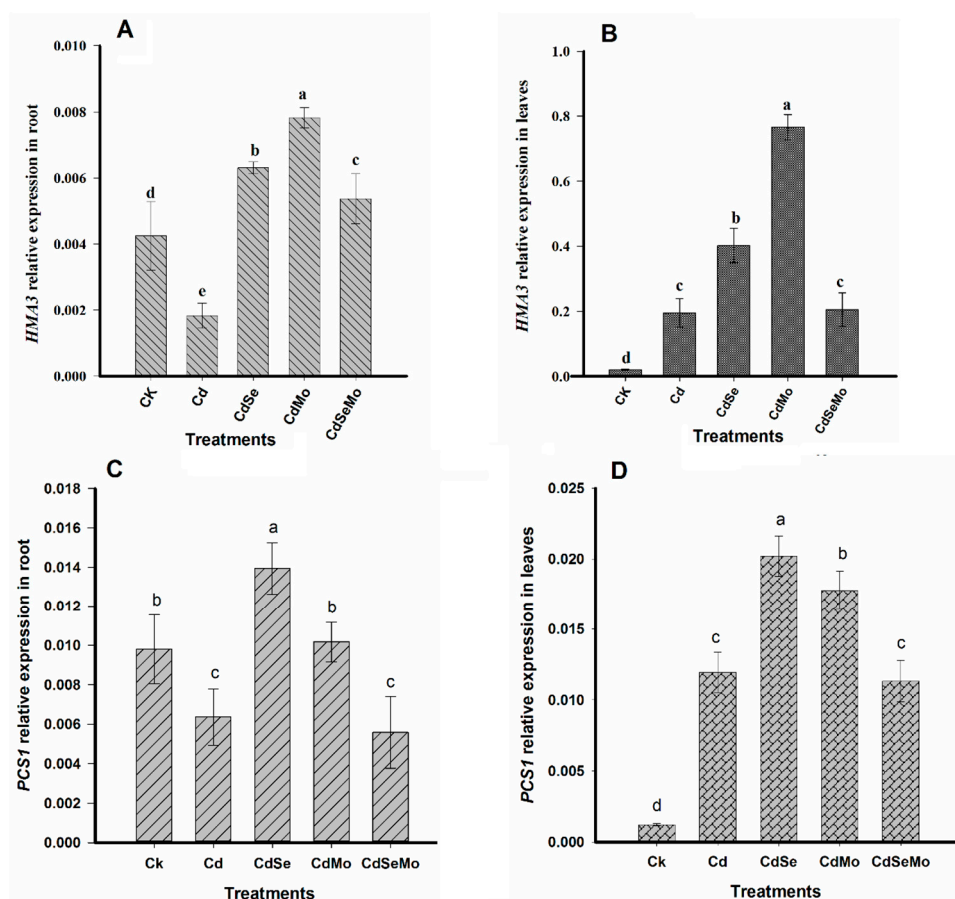 A
HMA3 relative expression in root
0.010
0.008
0.006
0.004
0.002
0.000
d
e
b
a
c
CK
Cd
CdSe
CdMo
CdSeMo
Treatments
B
HMA3 relative expression in leaves
1.0
0.8
0.6
0.4
0.2
0.0
d
c
b
a
c
CK
Cd
CdSe
CdMo
CdSeMo
Treatments
C
PCS1 relative expression in root
0.018
0.016
0.014
0.012
0.010
0.008
0.006
0.004
0.002
0.000
b
c
a
b
c
Ck
Cd
CdSe
CdMo
CdSeMo
Treatments
D
PCS1 relative expression in leaves
0.025
0.020
0.015
0.010
0.005
0.000
d
c
a
b
c
Ck
Cd
CdSe
CdMo
CdSeMo
Treatments